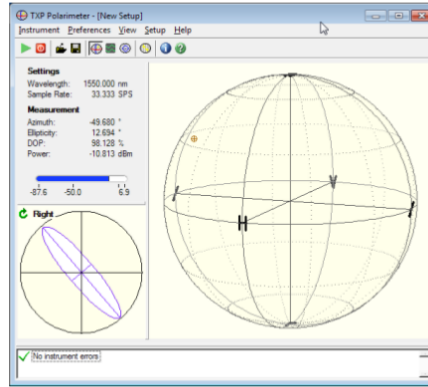 TXP Polarimeter - [New Setup]
Instrument Preferences View Setup Help
Settings
Wavelength: 1550.000 nm
Sample Rate: 33.333 SPS
Measurement
Azimuth: -49.680 °
Ellipticity: 12.694 °
DOP: 98.128 %
Power: -10.813 dBm
-87.6 -50.0 6.9
Right
V
H
No instrument errors